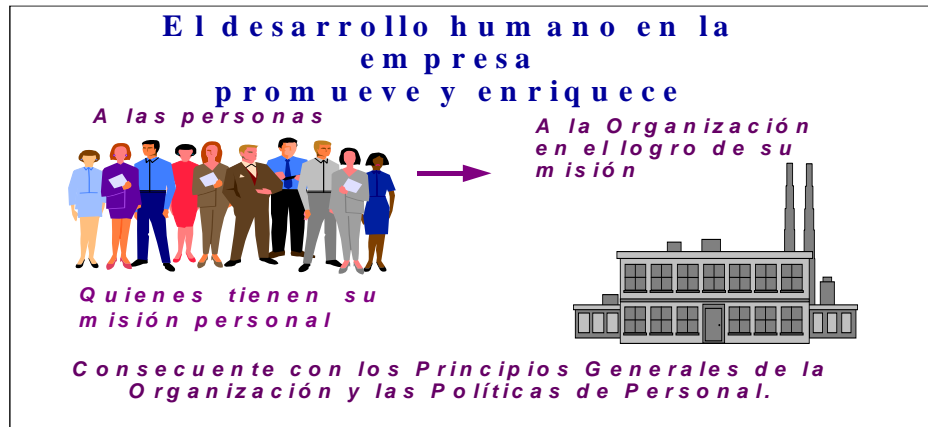 El desarrollo humano en la
empresa
promueve y enriquece
A las personas
A la Organización
en el logro de su
misión
Quienes tienen su
misión personal
Consecuente con los Principios Generales de la
Organización y las Políticas de Personal.